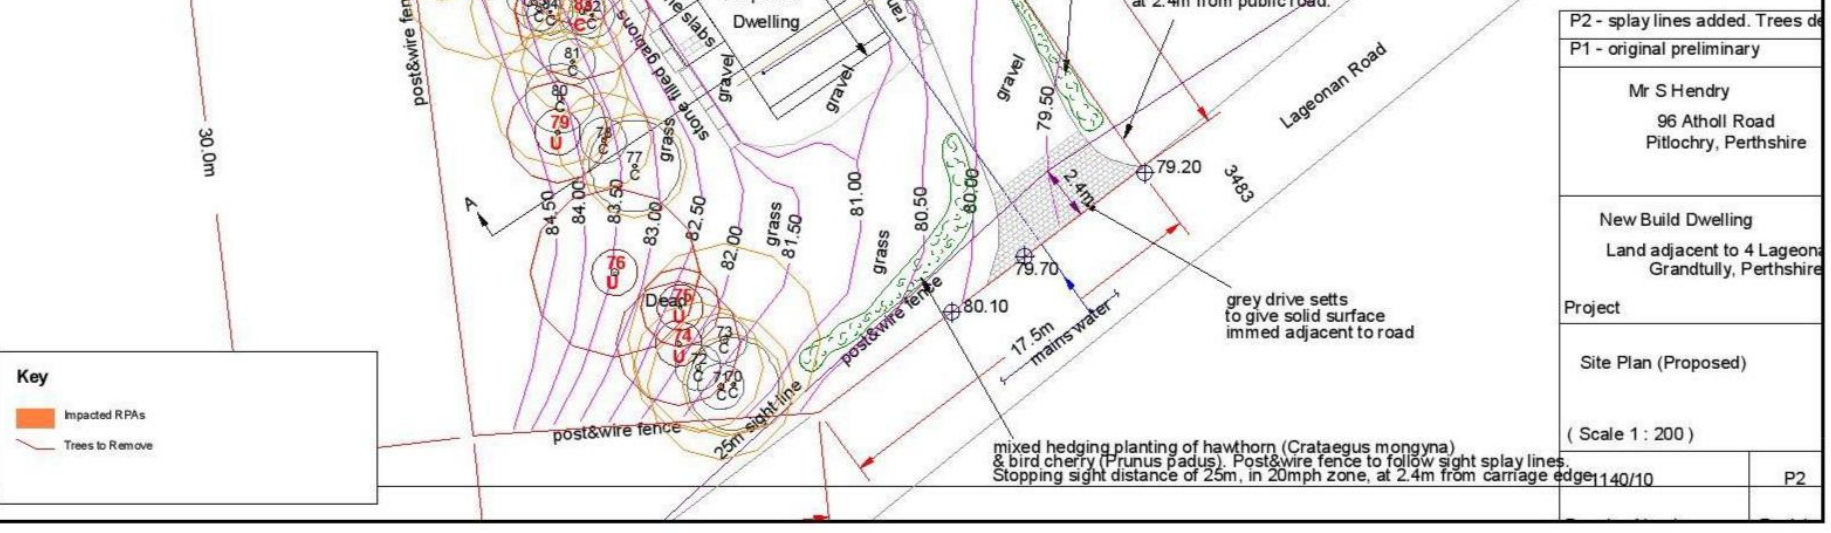 Dwelling
at 2.4m from public road.
P2 - splay lines added. Trees de
P1 - original preliminary
Mr S Hendry
96 Atholl Road
Pitlochry, Perthshire
New Build Dwelling
Land adjacent to 4 Lageona
Grandtully, Perthshire
Project
Site Plan (Proposed)
( Scale 1 : 200 )
1140/10
P2
post&wire fen
30.0m
stone filled gabions
slabs
gravel
gravel
gravel
grass
grass
grass
Lageonan Road
3483
82
C
C
81
C
80
C
79
U
C
77
C
76
U
Dead
75
U
74
U
73
C
72
C
71
70
C
C
A
84.50
84.00
83.50
83.00
82.50
82.00
81.50
81.00
80.50
80.00
79.50
79.20
79.70
80.10
2.4m
17.5m
mains water
post&wire fence
post&wire fence
25m sight line
grey drive setts
to give solid surface
immed adjacent to road
mixed hedging planting of hawthorn (Crataegus mongyna)
& bird cherry (Prunus padus). Post&wire fence to follow sight splay lines.
Stopping sight distance of 25m, in 20mph zone, at 2.4m from carriage edge
Key
Impacted RPAs
Trees to Remove